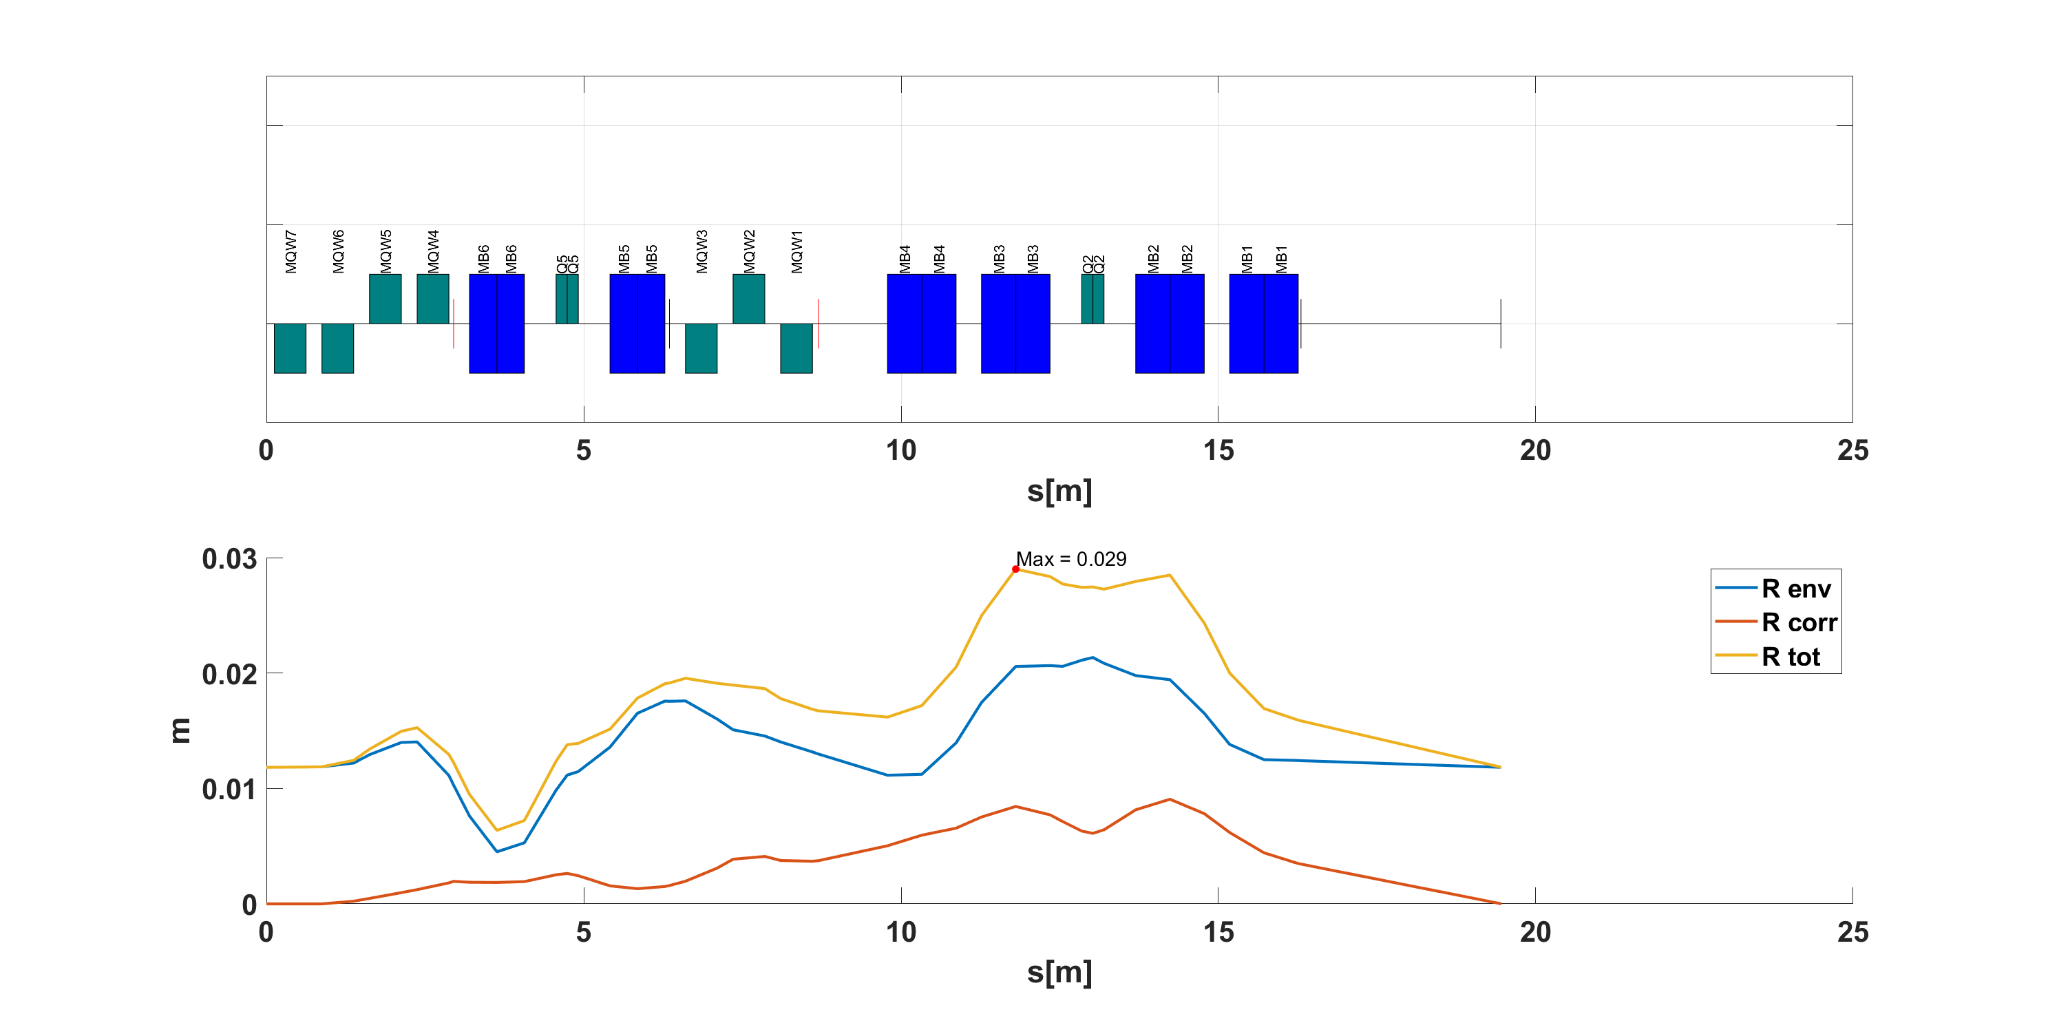 MQW7 MQW6 MQW5 MQW4 MB6 MB6 Q5 Q5 MB5 MB5 MQW3 MQW2 MQW1 MB4 MB4 MB3 MB3 Q2 Q2 MB2 MB2 MB1 MB1
0 5 10 15 20 25
s[m]
Max = 0.029
0.03
0.02
0.01
0
m
R env
R corr
R tot
0 5 10 15 20 25
s[m]